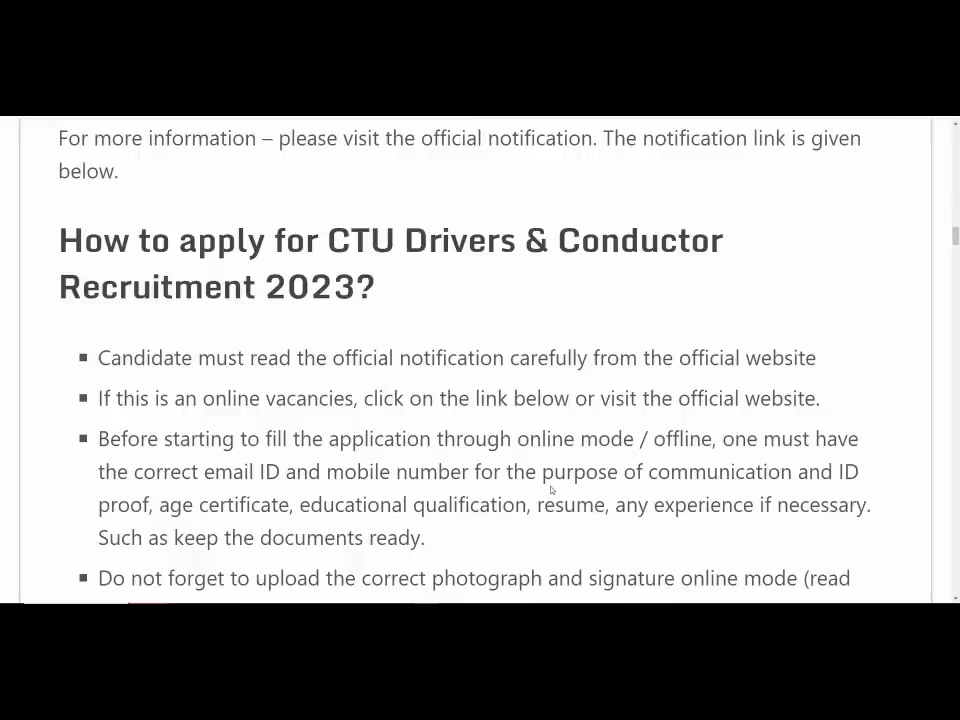 For more information – please visit the official notification. The notification link is given
below.
How to apply for CTU Drivers & Conductor
Recruitment 2023?
▪ Candidate must read the official notification carefully from the official website
▪ If this is an online vacancies, click on the link below or visit the official website.
▪ Before starting to fill the application through online mode / offline, one must have
the correct email ID and mobile number for the purpose of communication and ID
proof, age certificate, educational qualification, resume, any experience if necessary.
Such as keep the documents ready.
▪ Do not forget to upload the correct photograph and signature online mode (read